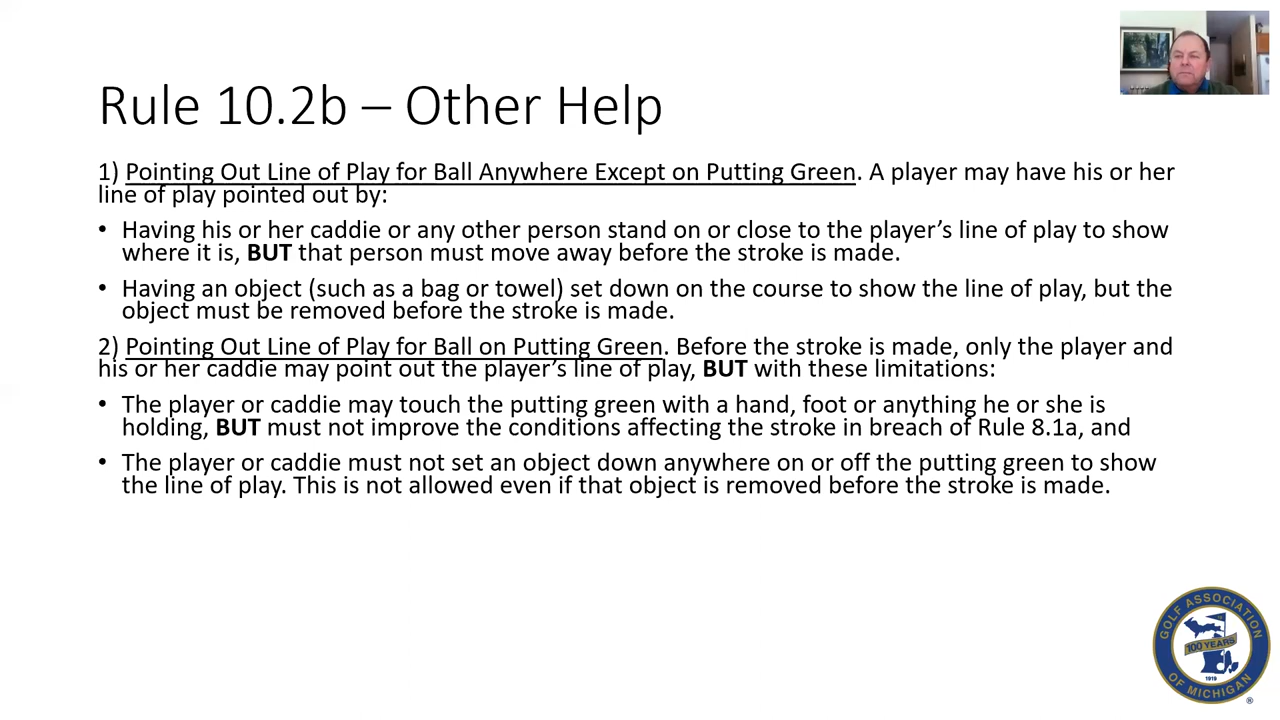 Rule 10.2b – Other Help
1) Pointing Out Line of Play for Ball Anywhere Except on Putting Green. A player may have his or her
line of play pointed out by:
• Having his or her caddie or any other person stand on or close to the player’s line of play to show
where it is, BUT that person must move away before the stroke is made.
• Having an object (such as a bag or towel) set down on the course to show the line of play, but the
object must be removed before the stroke is made.
2) Pointing Out Line of Play for Ball on Putting Green. Before the stroke is made, only the player and
his or her caddie may point out the player’s line of play, BUT with these limitations:
• The player or caddie may touch the putting green with a hand, foot or anything he or she is
holding, BUT must not improve the conditions affecting the stroke in breach of Rule 8.1a, and
• The player or caddie must not set an object down anywhere on or off the putting green to show
the line of play. This is not allowed even if that object is removed before the stroke is made.
GOLF ASSOCIATION
100 YEARS
1919
OF MICHIGAN
®